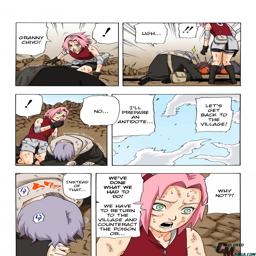 GRANNY
CHIYO!
!
UGH...
!
NO...
I'LL
PREPARE
AN
ANTIDOTE...
LET'S
GET BACK
TO THE
VILLAGE!
INSTEAD
OF
THAT...
WE'VE
DONE
WHAT WE
HAD TO
DO!
WE HAVE
TO RETURN
TO THE
VILLAGE AND
COUNTERACT
THE POISON
OR...
WHY
NOT?!